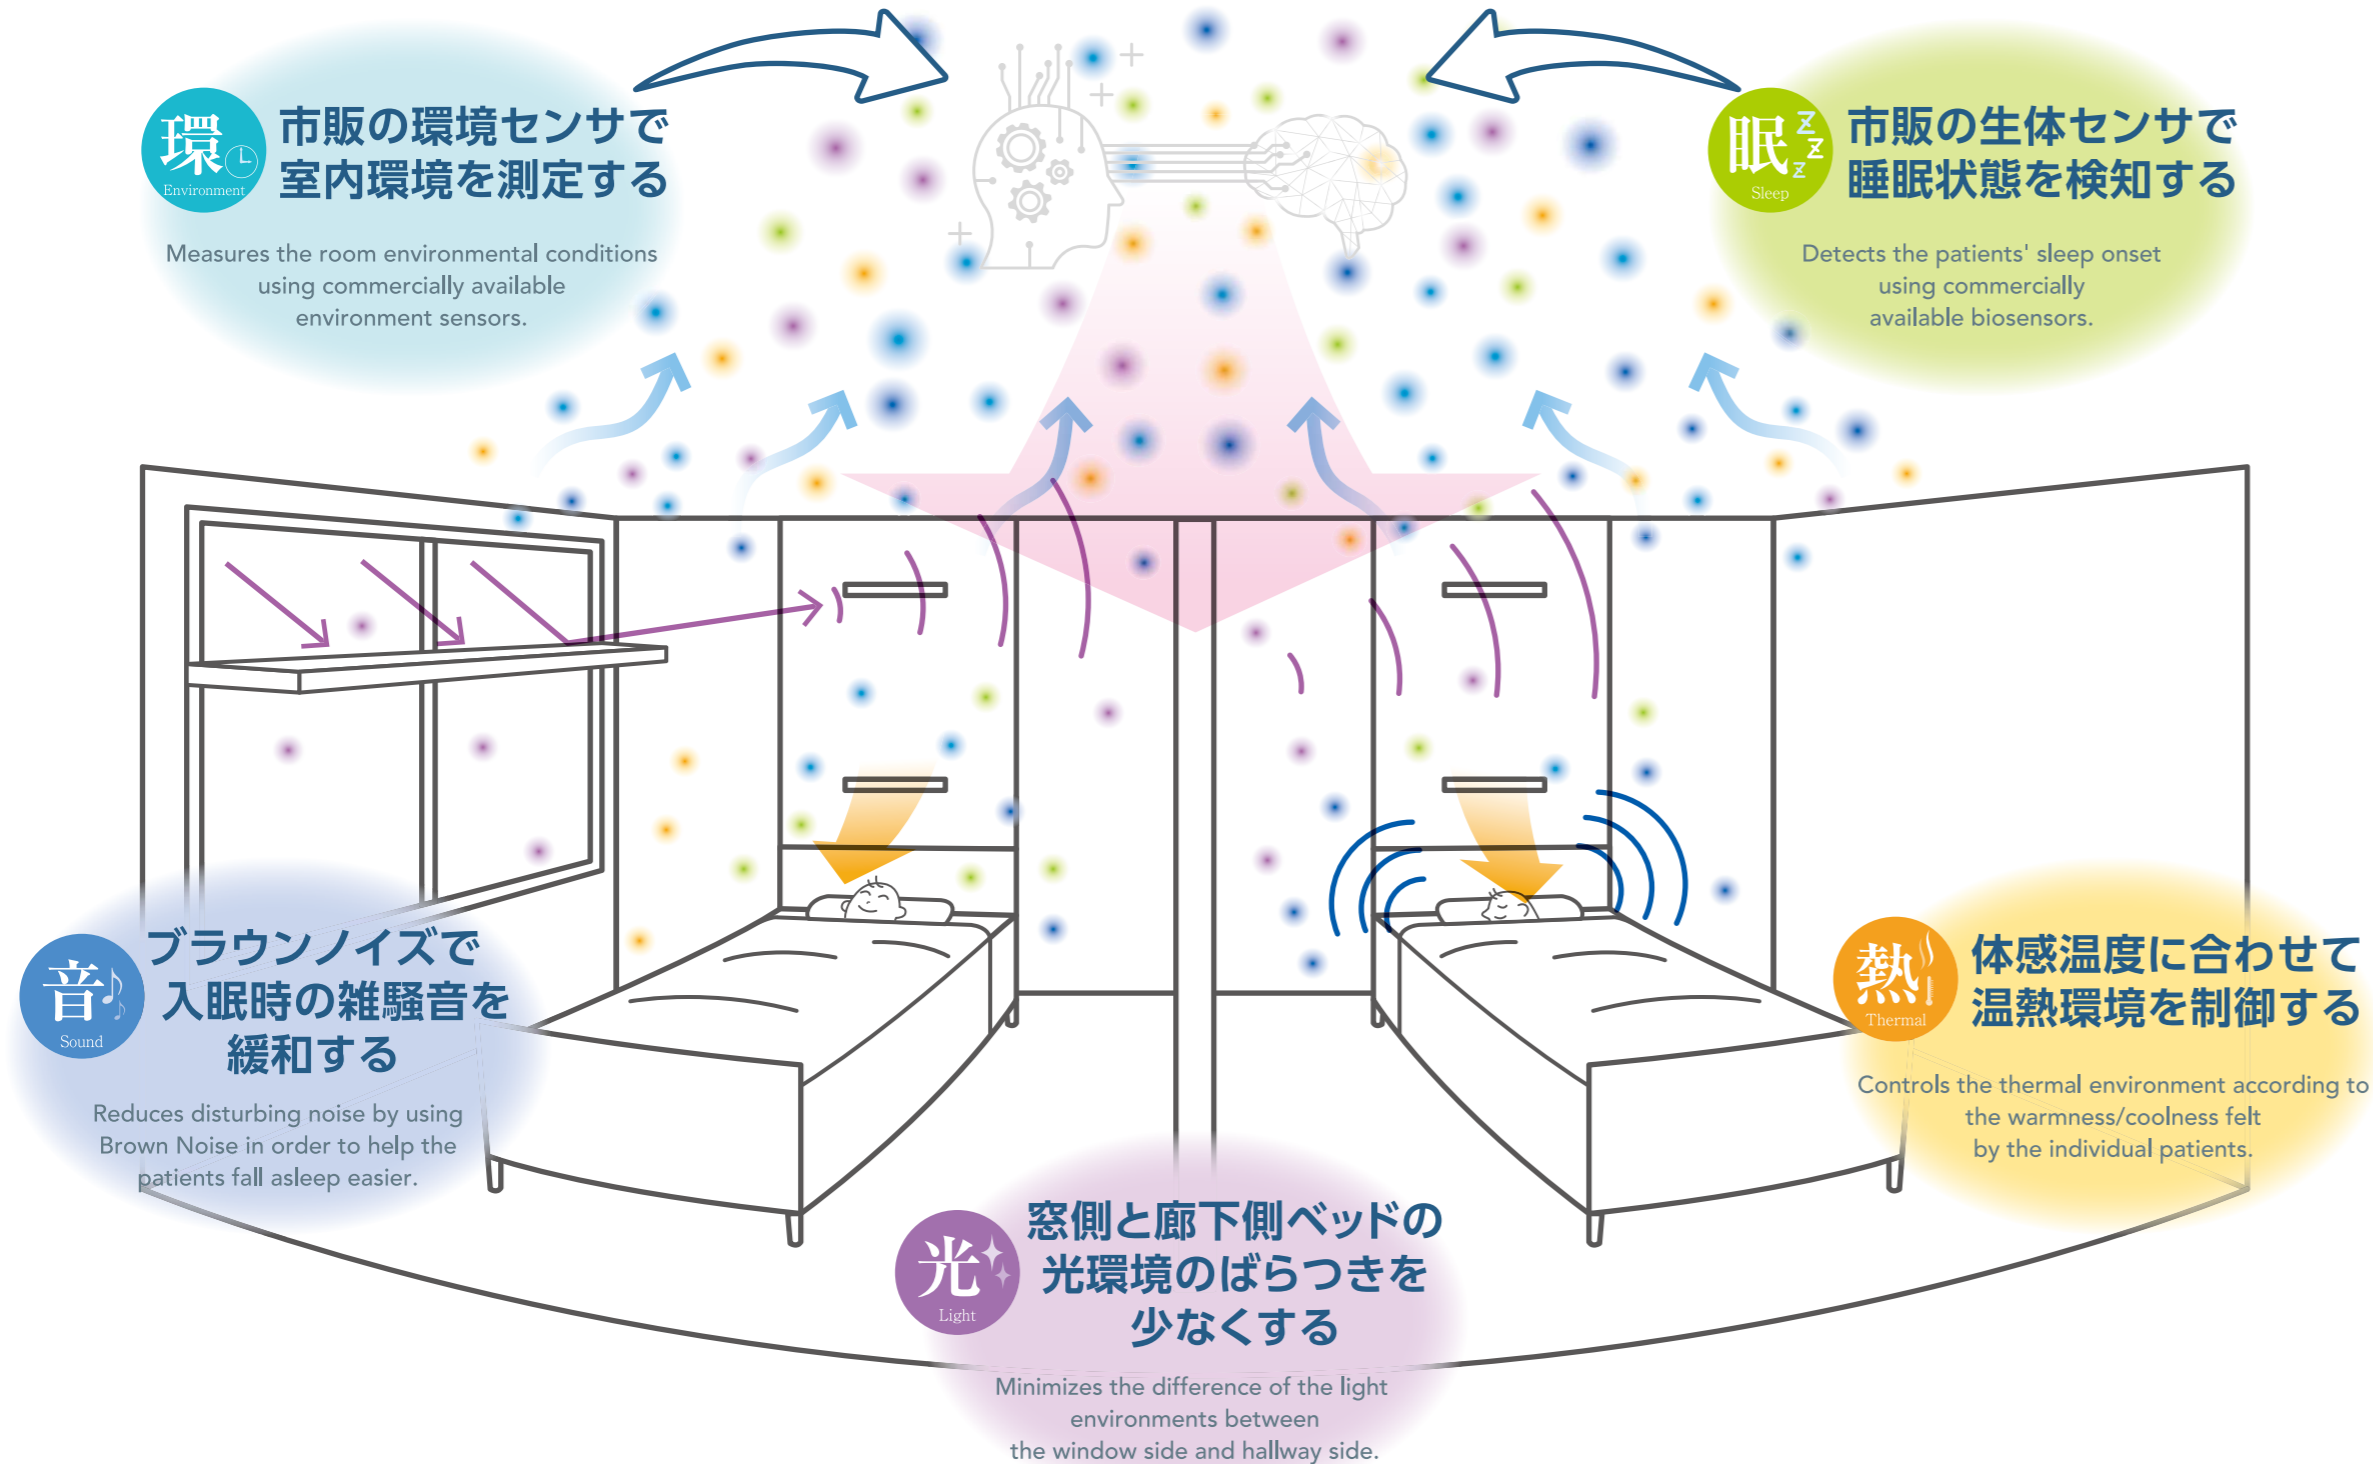 環
Environment
市販の環境センサで
室内環境を測定する
Measures the room environmental conditions
using commercially available
environment sensors.
眠
Z
Z
Z
Sleep
市販の生体センサで
睡眠状態を検知する
Detects the patients' sleep onset
using commercially
available biosensors.
音
Sound
ブラウンノイズで
入眠時の雑騒音を
緩和する
Reduces disturbing noise by using
Brown Noise in order to help the
patients fall asleep easier.
熱
Thermal
体感温度に合わせて
温熱環境を制御する
Controls the thermal environment according to
the warmness/coolness felt
by the individual patients.
光
Light
窓側と廊下側ベッドの
光環境のばらつきを
少なくする
Minimizes the difference of the light
environments between
the window side and hallway side.